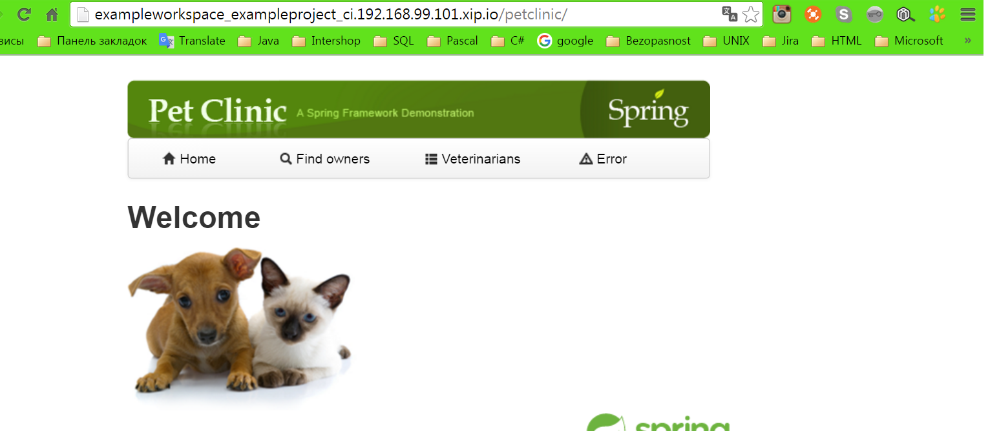 exampleworkspace_exampleproject_ci.192.168.99.101.xip.io/petclinic/
висы Панель закладок Translate Java Intershop SQL Pascal C# google Bezopasnost UNIX Jira HTML Microsoft »
Pet Clinic A Spring Framework Demonstration Spring
Home Find owners Veterinarians Error
Welcome
spring